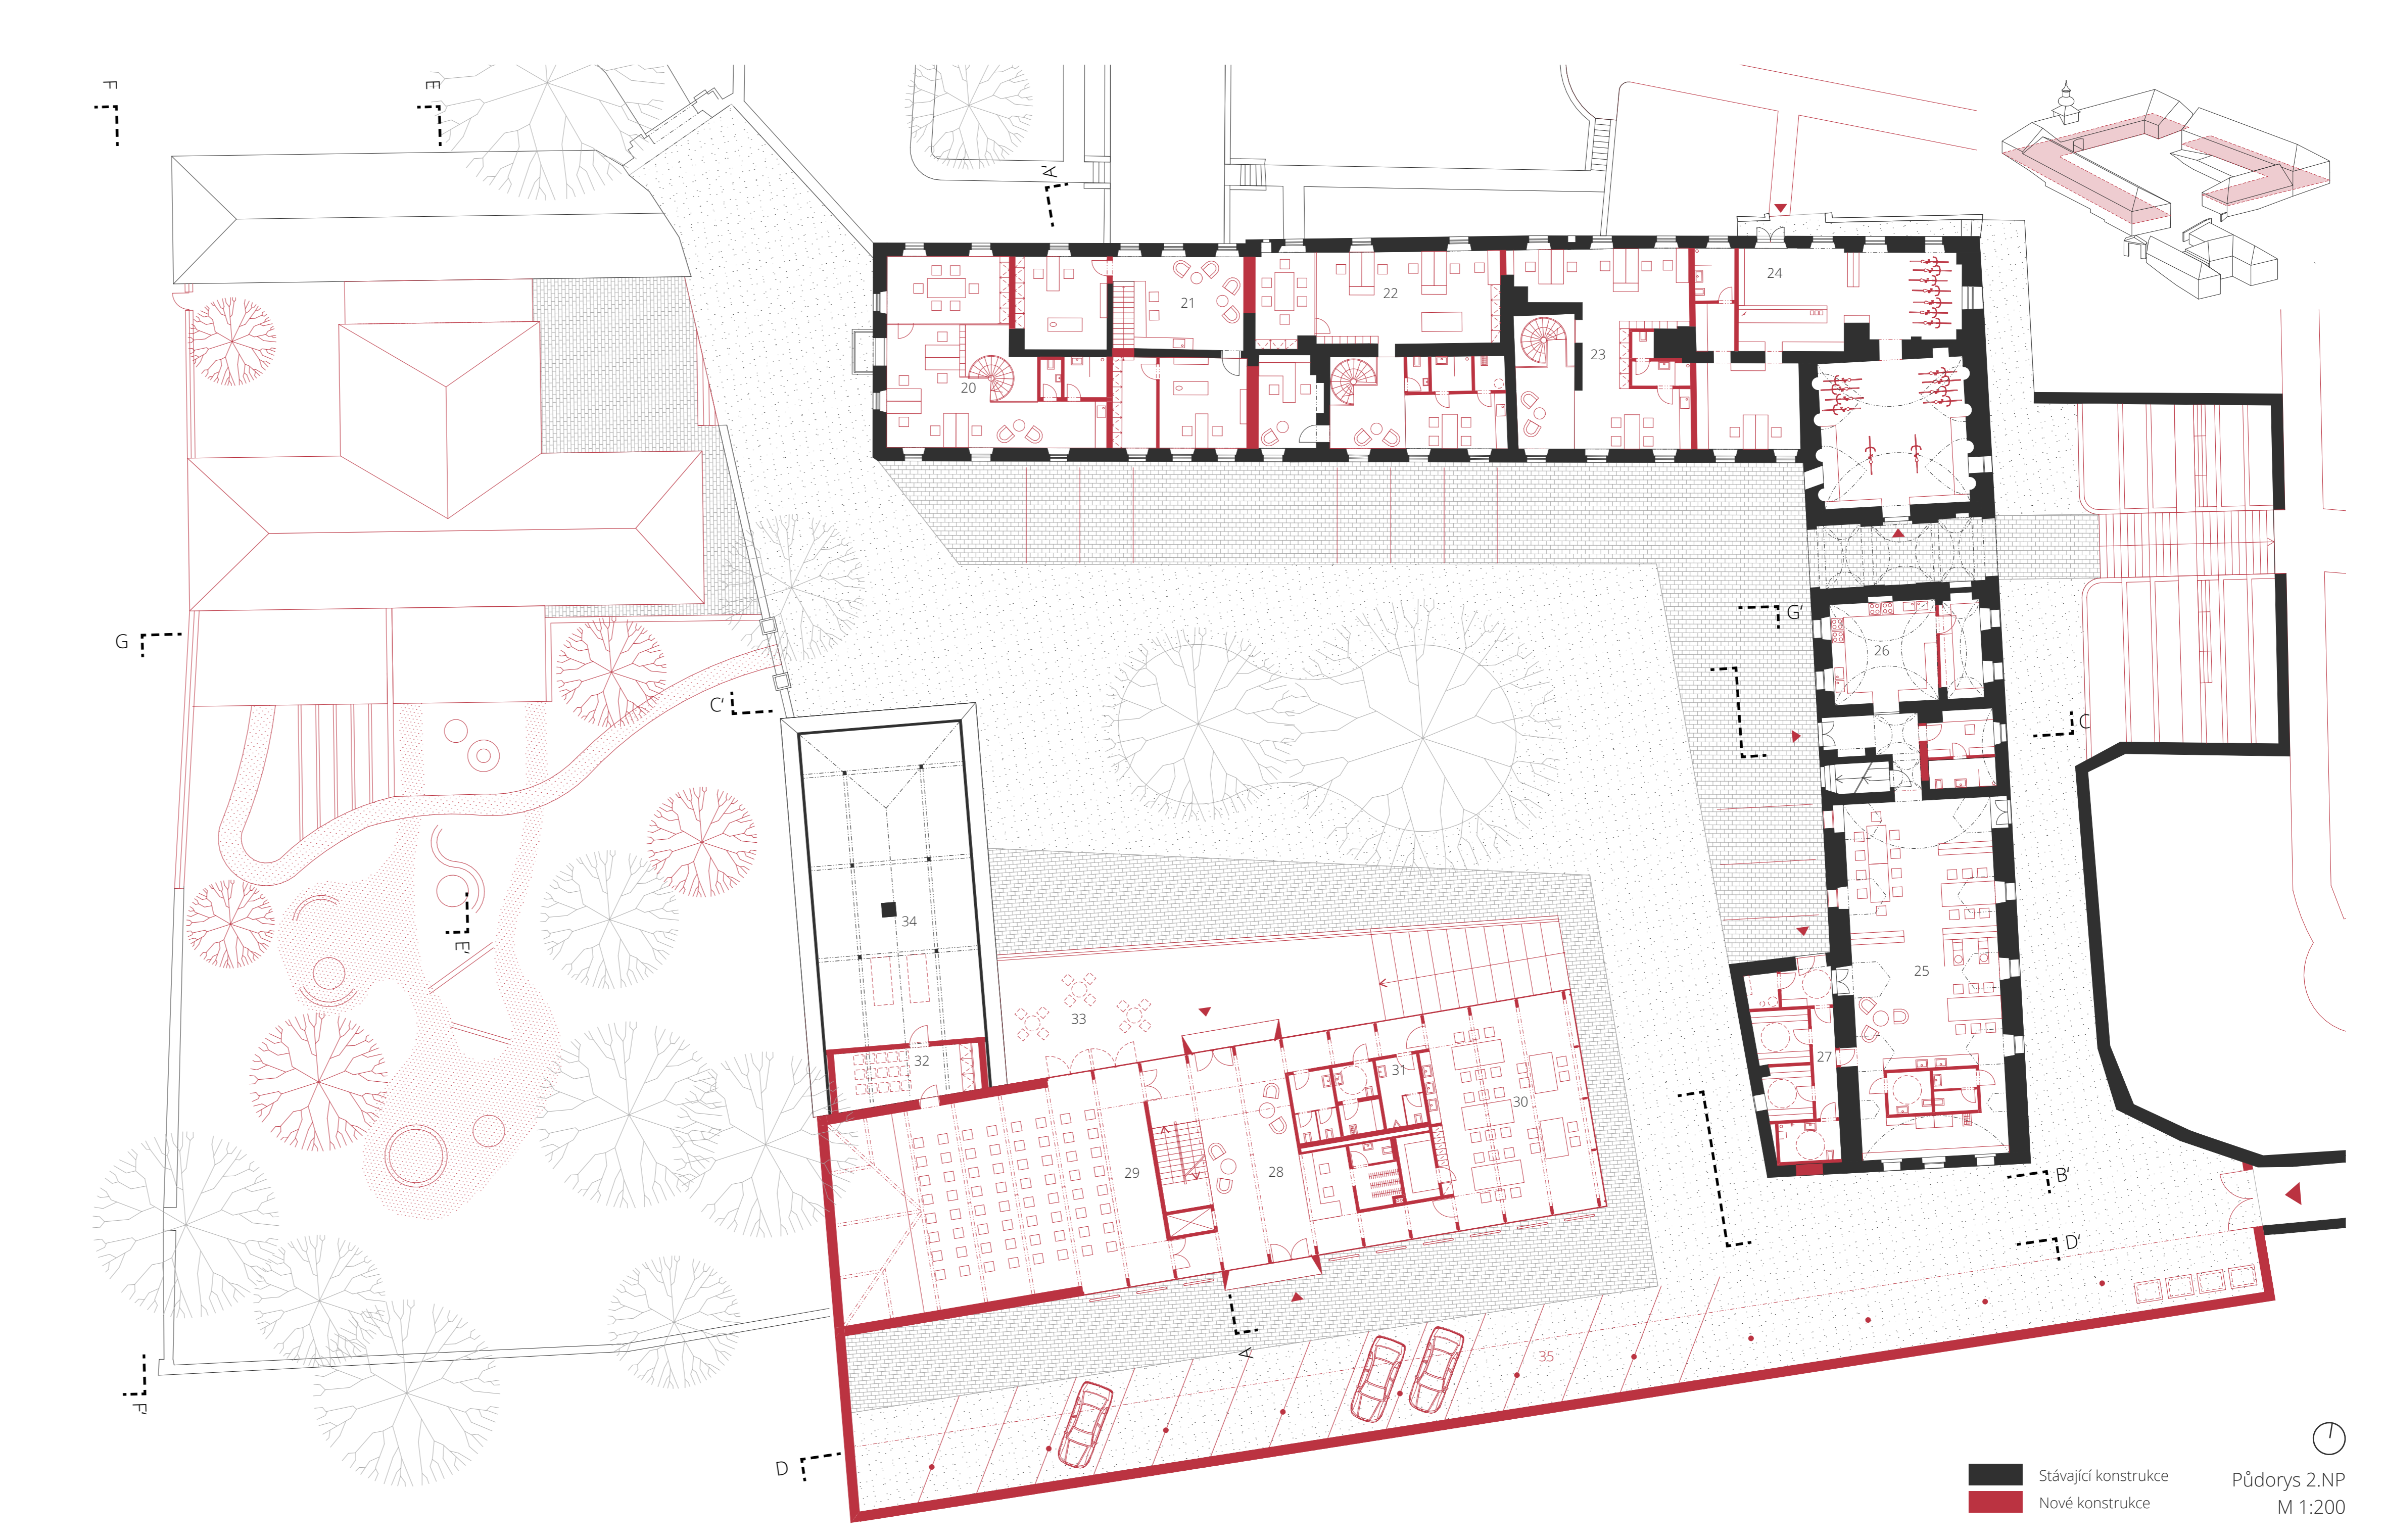 F
E
A'
24
21
22
23
20
G
G'
26
C'
C
34
E'
25
33
32
27
31
30
29
28
B'
D'
A
35
F'
D
Stávající konstrukce
Nové konstrukce
Půdorys 2.NP
M 1:200